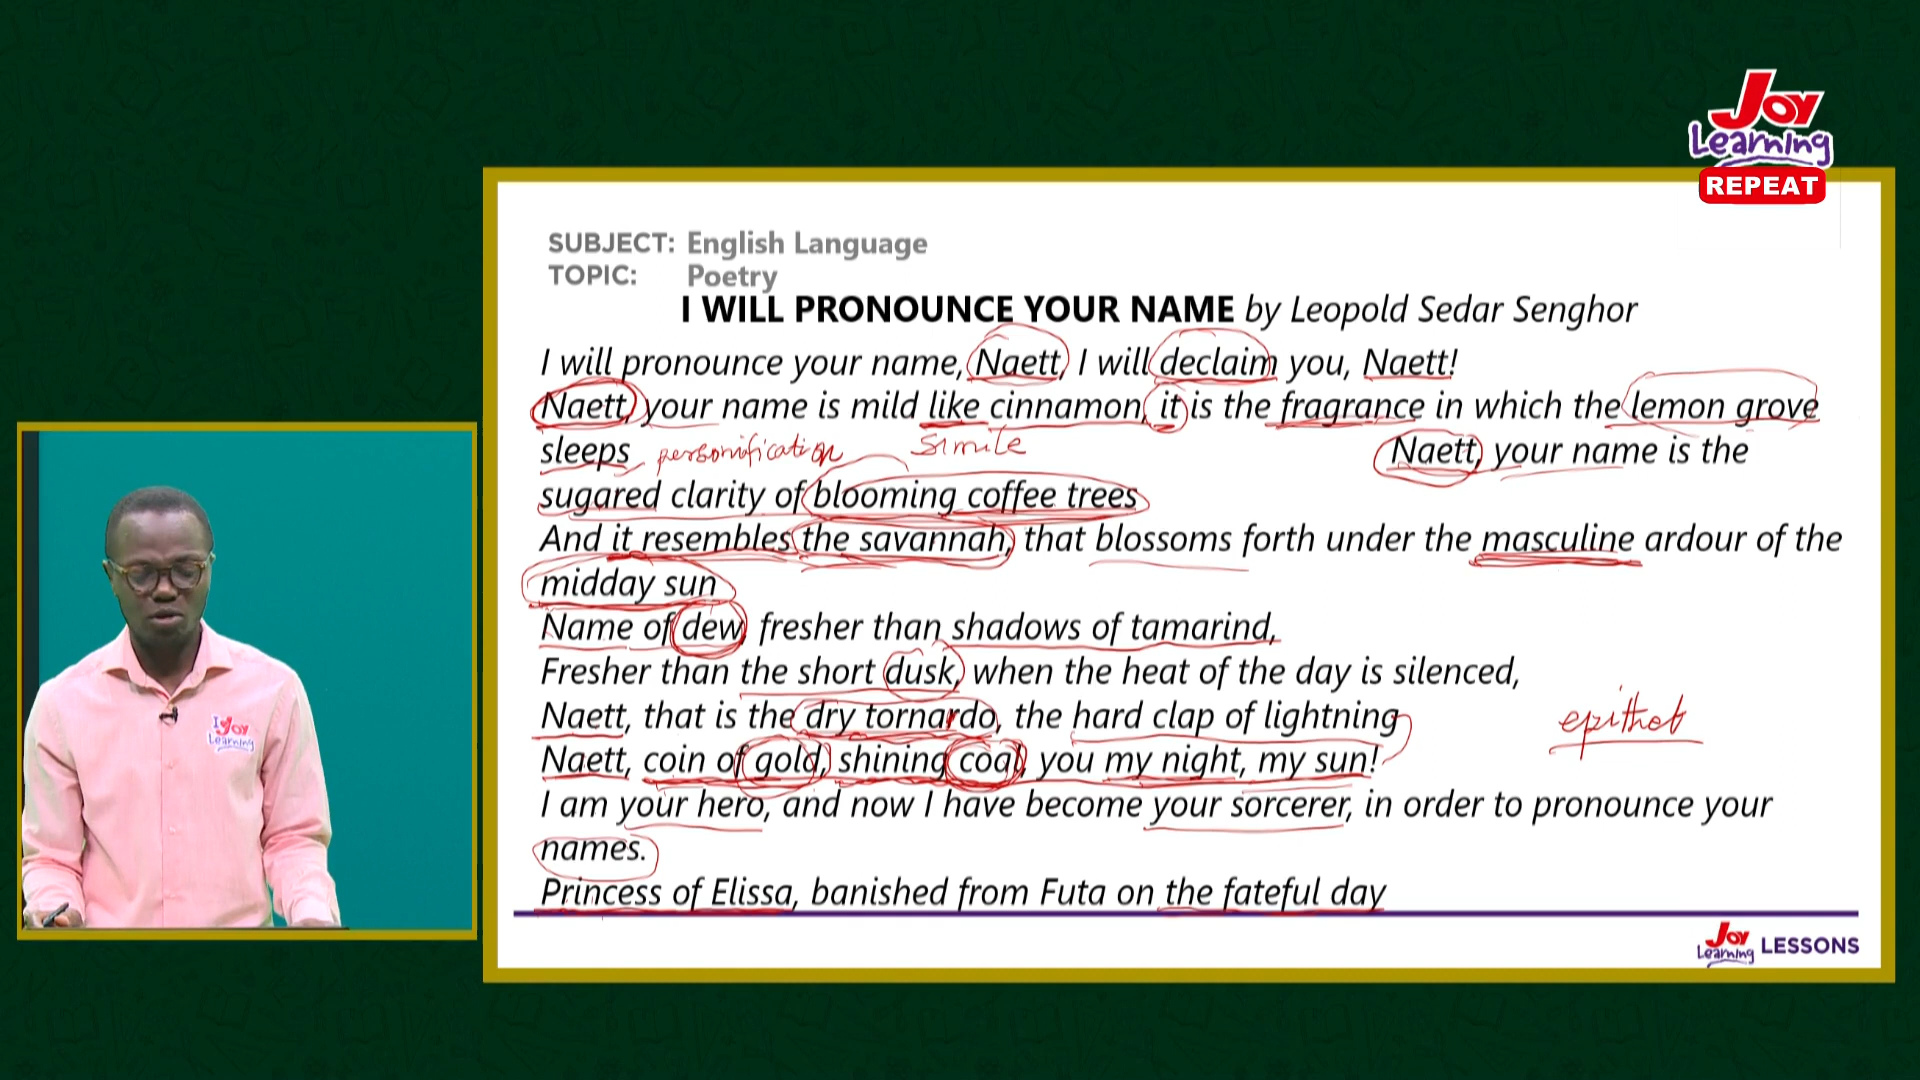 Joy
Learning
REPEAT
SUBJECT: English Language
TOPIC: Poetry
I WILL PRONOUNCE YOUR NAME by Leopold Sedar Senghor
I will pronounce your name, Naett, I will declaim you, Naett!
Naett, your name is mild like cinnamon, it is the fragrance in which the lemon grove
sleeps personification simile Naett, your name is the
sugared clarity of blooming coffee trees
And it resembles the savannah, that blossoms forth under the masculine ardour of the
midday sun
Name of dew, fresher than shadows of tamarind,
Fresher than the short dusk, when the heat of the day is silenced,
Naett, that is the dry tornardo, the hard clap of lightning
epithet
Naett, coin of gold, shining coal, you my night, my sun!
I am your hero, and now I have become your sorcerer, in order to pronounce your
names.
Princess of Elissa, banished from Futa on the fateful day
I Joy
Learning
Joy
Learning LESSONS